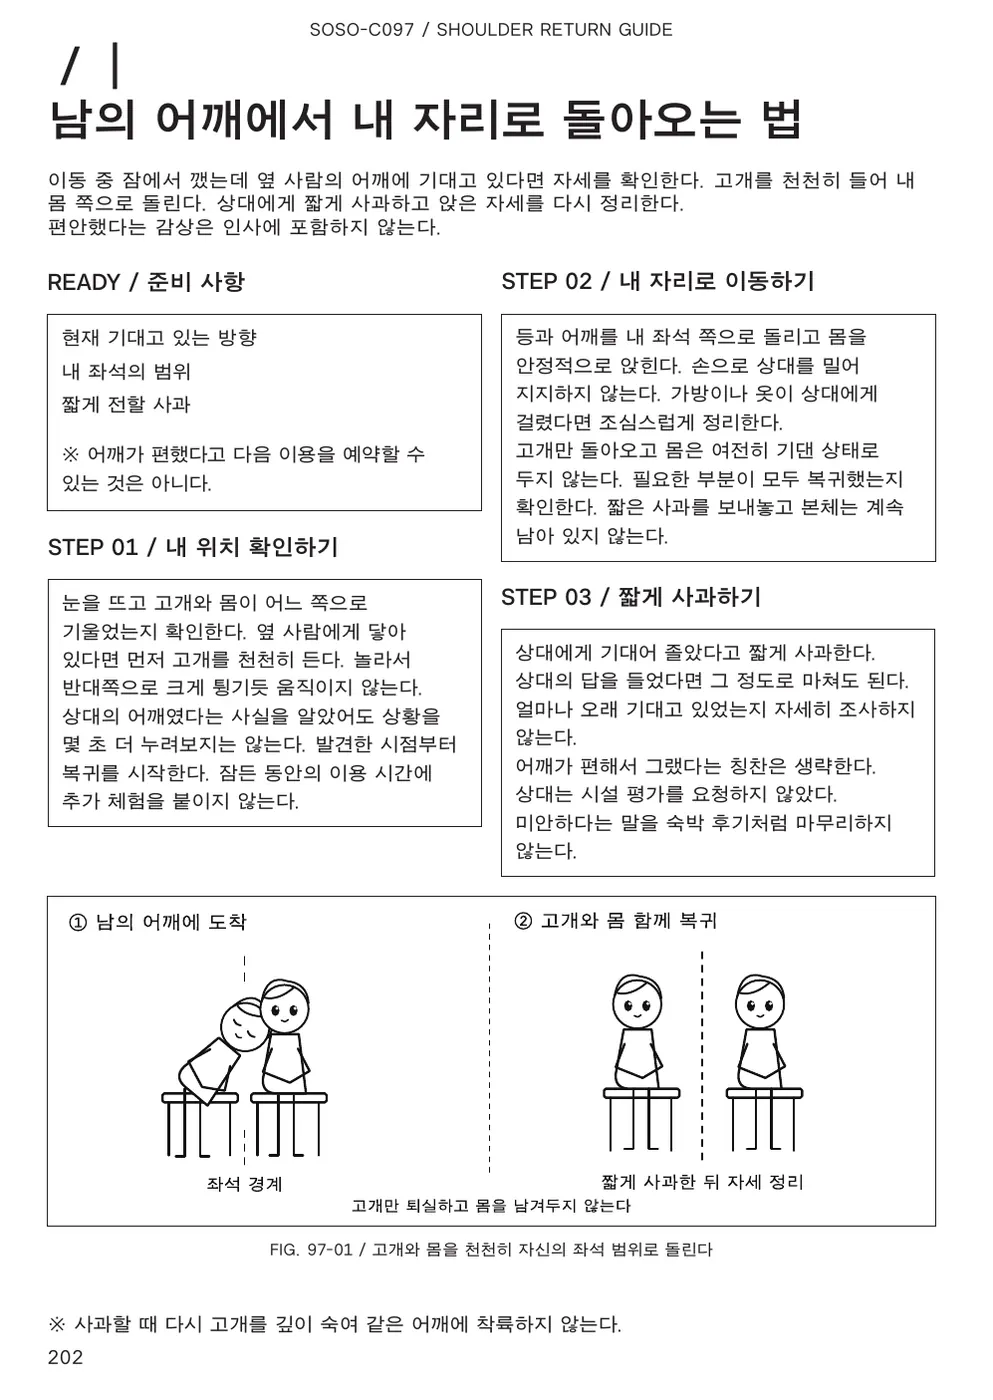 SOSO-C097 / SHOULDER RETURN GUIDE
/ |
남의 어깨에서 내 자리로 돌아오는 법
이동 중 잠에서 깼는데 옆 사람의 어깨에 기대고 있다면 자세를 확인한다. 고개를 천천히 들어 내
몸 쪽으로 돌린다. 상대에게 짧게 사과하고 앉은 자세를 다시 정리한다.
편안했다는 감상은 인사에 포함하지 않는다.
READY / 준비 사항
현재 기대고 있는 방향
내 좌석의 범위
짧게 전할 사과
※ 어깨가 편했다고 다음 이용을 예약할 수
있는 것은 아니다.
STEP 01 / 내 위치 확인하기
눈을 뜨고 고개와 몸이 어느 쪽으로
기울었는지 확인한다. 옆 사람에게 닿아
있다면 먼저 고개를 천천히 든다. 놀라서
반대쪽으로 크게 튕기듯 움직이지 않는다.
상대의 어깨였다는 사실을 알았어도 상황을
몇 초 더 누려보지는 않는다. 발견한 시점부터
복귀를 시작한다. 잠든 동안의 이용 시간에
추가 체험을 붙이지 않는다.
STEP 02 / 내 자리로 이동하기
등과 어깨를 내 좌석 쪽으로 돌리고 몸을
안정적으로 앉힌다. 손으로 상대를 밀어
지지하지 않는다. 가방이나 옷이 상대에게
걸렸다면 조심스럽게 정리한다.
고개만 돌아오고 몸은 여전히 기댄 상태로
두지 않는다. 필요한 부분이 모두 복귀했는지
확인한다. 짧은 사과를 보내놓고 본체는 계속
남아 있지 않는다.
STEP 03 / 짧게 사과하기
상대에게 기대어 졸았다고 짧게 사과한다.
상대의 답을 들었다면 그 정도로 마쳐도 된다.
얼마나 오래 기대고 있었는지 자세히 조사하지
않는다.
어깨가 편해서 그랬다는 칭찬은 생략한다.
상대는 시설 평가를 요청하지 않았다.
미안하다는 말을 숙박 후기처럼 마무리하지
않는다.
① 남의 어깨에 도착
② 고개와 몸 함께 복귀
좌석 경계
짧게 사과한 뒤 자세 정리
고개만 퇴실하고 몸을 남겨두지 않는다
FIG. 97-01 / 고개와 몸을 천천히 자신의 좌석 범위로 돌린다
※ 사과할 때 다시 고개를 깊이 숙여 같은 어깨에 착륙하지 않는다.
202